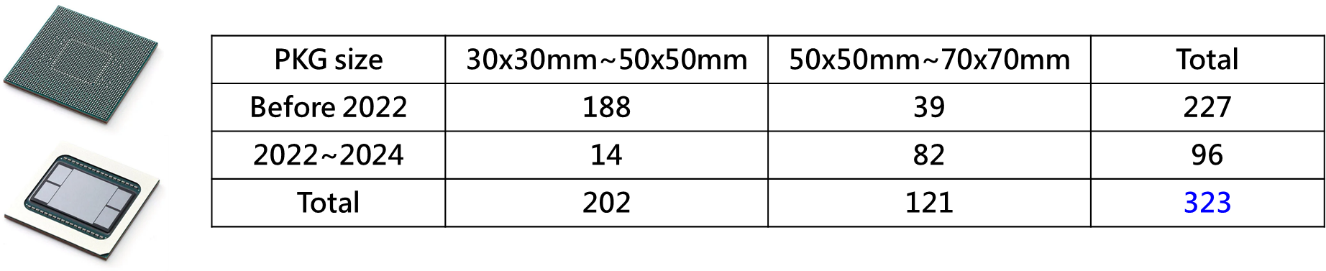 PKG size 30x30mm~50x50mm 50x50mm~70x70mm Total
Before 2022 188 39 227
2022~2024 14 82 96
Total 202 121 323